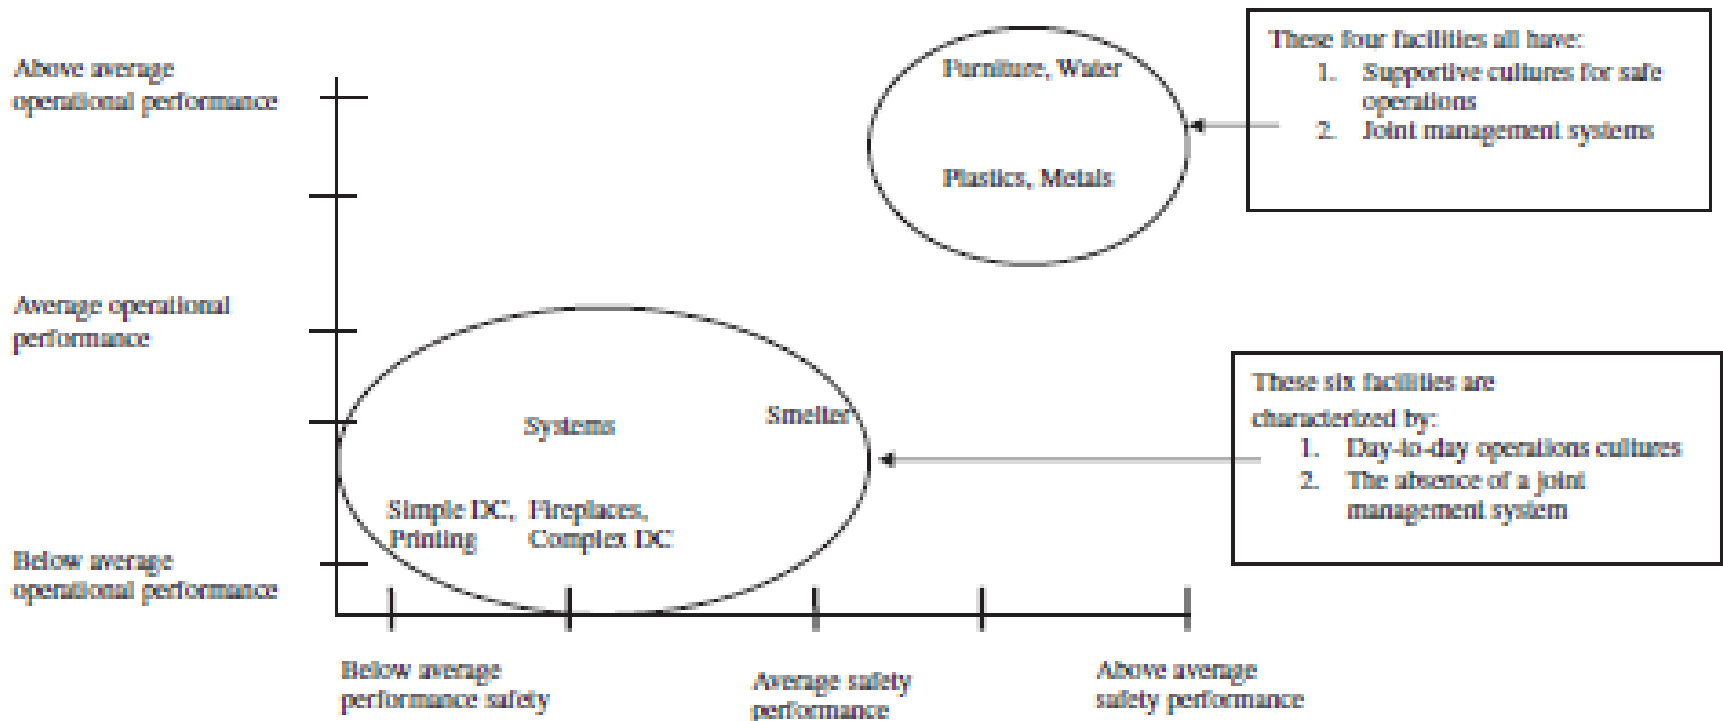 Above average
operational performance
Furniture, Water
Plastics, Metals
These four facilities all have:
1. Supportive cultures for safe
operations
2. Joint management systems
Average operational
performance
Systems
Smelter
Simple DC, Fireplaces,
Printing Complex DC
These six facilities are
characterized by:
1. Day-to-day operations cultures
2. The absence of a joint
management system
Below average
operational performance
Below average
performance safety
Average safety
performance
Above average
safety performance